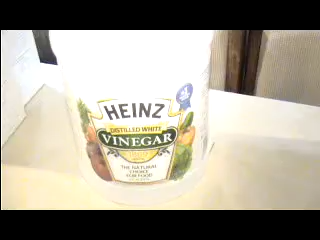 HEINZ
DISTILLED WHITE
VINEGAR
THE NATURAL
CHOICE
FOR FOOD